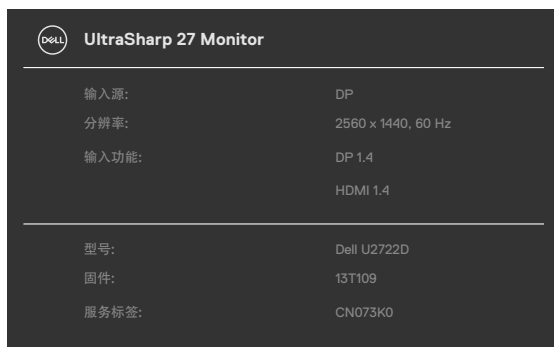 DELL UltraSharp 27 Monitor
输入源: DP
分辨率: 2560 x 1440, 60 Hz
输入功能: DP 1.4
HDMI 1.4
型号: Dell U2722D
固件: 13T109
服务标签: CN073K0